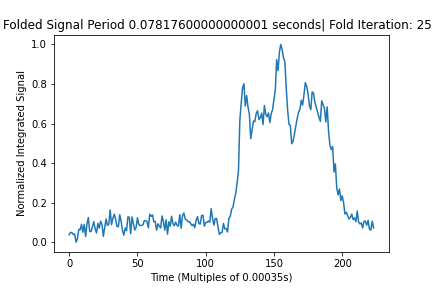 Folded Signal Period 0.07817600000000001 seconds| Fold Iteration: 25
1.0
0.8
0.6
0.4
0.2
0.0
Normalized Integrated Signal
0 50 100 150 200
Time (Multiples of 0.00035s)